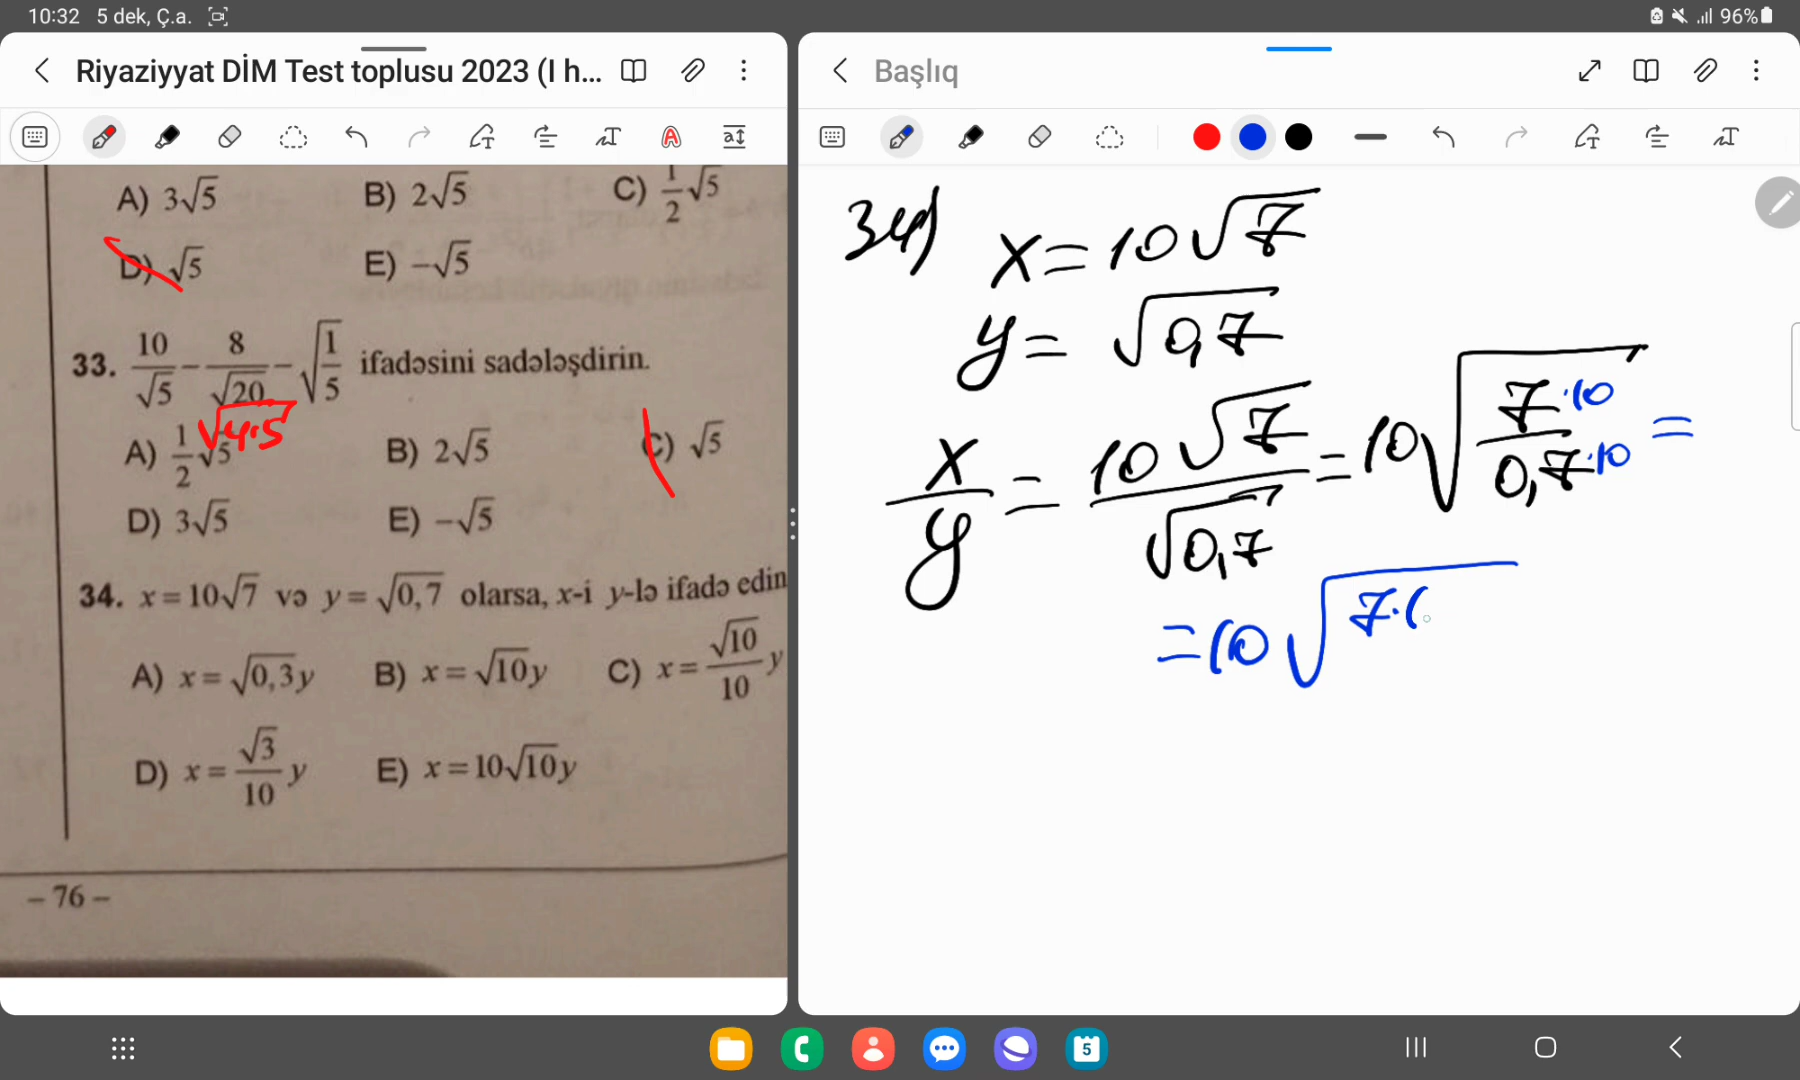 10:32 5 dek, Ç.a. 96%
Riyaziyyat DİM Test toplusu 2023 (I h...
A) 3√5 B) 2√5 C) 1/2 √5
D) √5 E) −√5
33. 10/√5 − 8/√20 − √(1/5) ifadəsini sadələşdirin.
√4·5
A) 1/2 √5 B) 2√5 C) √5
D) 3√5 E) −√5
34. x = 10√7 və y = √0,7 olarsa, x-i y-lə ifadə edin
A) x = √0,3y B) x = √10y C) x = √10/10 y
D) x = √3/10 y E) x = 10√10y
– 76 –
Başlıq
34) x = 10√7
y = √0,7
x/y = 10√7/√0,7 = 10√(7·10/0,7·10) =
= 10√7·(
5